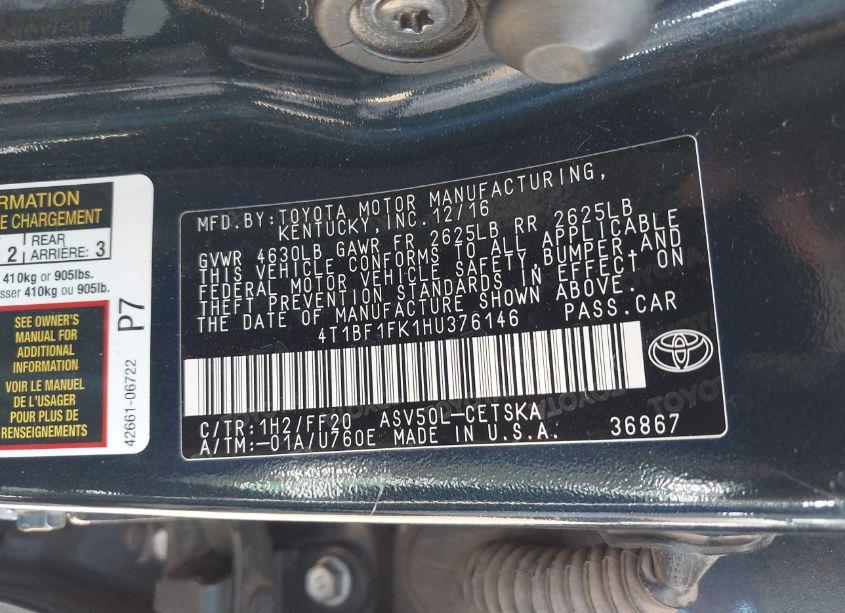 RMATION
E CHARGEMENT
2 REAR ARRIÈRE: 3
410kg or 905lbs.
sser 410kg ou 905lb.
SEE OWNER'S
MANUAL FOR
ADDITIONAL
INFORMATION
VOIR LE MANUEL
DE L'USAGER
POUR PLUS DE
RENSEIGNEMENTS
P7
42661-06722
MFD.BY:TOYOTA MOTOR MANUFACTURING,
KENTUCKY,INC.12/16
GVWR 4630LB GAWR FR 2625LB RR 2625LB
THIS VEHICLE CONFORMS TO ALL APPLICABLE
FEDERAL MOTOR VEHICLE SAFETY,BUMPER,AND
THEFT PREVENTION STANDARDS IN EFFECT ON
THE DATE OF MANUFACTURE SHOWN ABOVE.
4T1BF1FK1HU376146 PASS.CAR
C/TR:1H2/FF20 ASV50L-CETSKA
A/TM:-01A/U760E MADE IN U.S.A. 36867